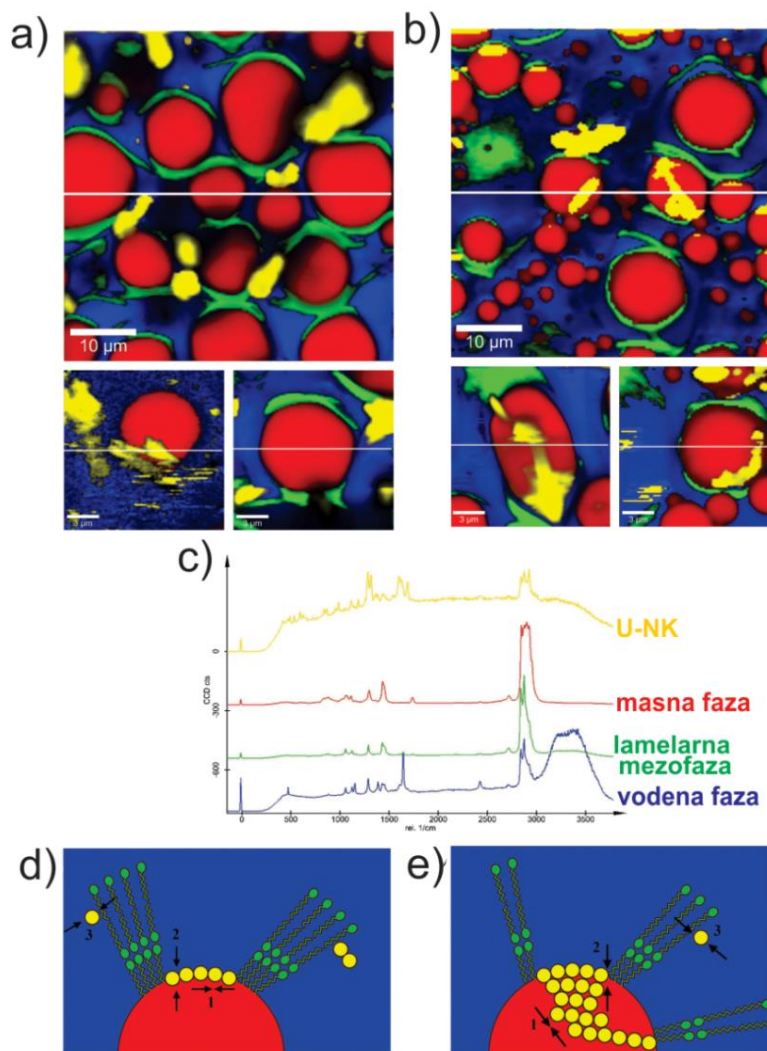 a)
b)
10 µm
10 µm
3 µm
3 µm
3 µm
3 µm
c)
U-NK
masna faza
lamelarna
mezofaza
vodena faza
CCD cts
0
-300
-600
0
500
1000
1500
2000
2500
3000
3500
rel. 1/cm
d)
3
2
1
e)
2
3
1